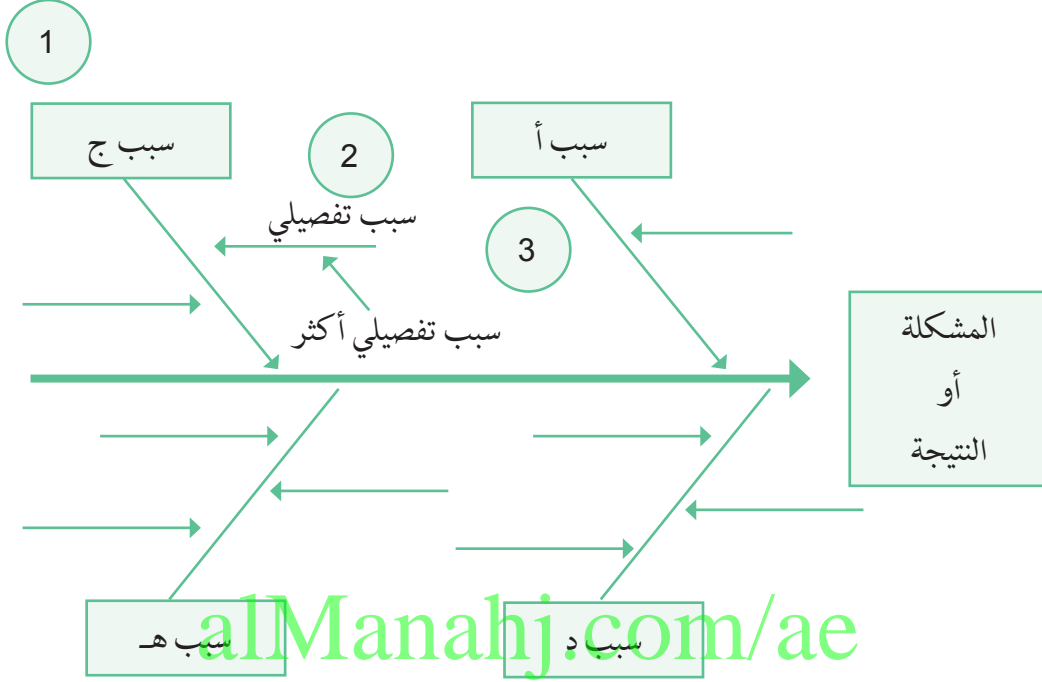 1
سبب أ
سبب ج
2
سبب تفصيلي
3
سبب تفصيلي أكثر
المشكلة
أو
النتيجة
سبب د
سبب هـ
alManahj.com/ae